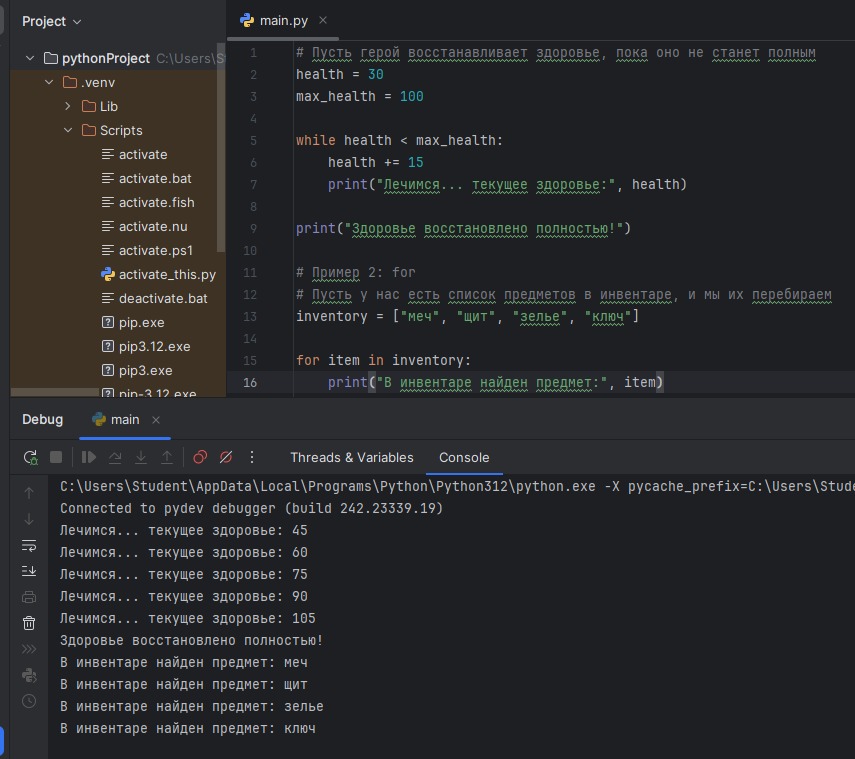 Project
main.py
pythonProject C:\Users\S
.venv
Lib
Scripts
activate
activate.bat
activate.fish
activate.nu
activate.ps1
activate_this.py
deactivate.bat
pip.exe
pip3.12.exe
pip3.exe
pip-3.12.exe
1 # Пусть герой восстанавливает здоровье, пока оно не станет полным
2 health = 30
3 max_health = 100
4
5 while health < max_health:
6 health += 15
7 print("Лечимся... текущее здоровье:", health)
8
9 print("Здоровье восстановлено полностью!")
10
11 # Пример 2: for
12 # Пусть у нас есть список предметов в инвентаре, и мы их перебираем
13 inventory = ["меч", "щит", "зелье", "ключ"]
14
15 for item in inventory:
16 print("В инвентаре найден предмет:", item)
Debug main
Threads & Variables Console
C:\Users\Student\AppData\Local\Programs\Python\Python312\python.exe -X pycache_prefix=C:\Users\Stude
Connected to pydev debugger (build 242.23339.19)
Лечимся... текущее здоровье: 45
Лечимся... текущее здоровье: 60
Лечимся... текущее здоровье: 75
Лечимся... текущее здоровье: 90
Лечимся... текущее здоровье: 105
Здоровье восстановлено полностью!
В инвентаре найден предмет: меч
В инвентаре найден предмет: щит
В инвентаре найден предмет: зелье
В инвентаре найден предмет: ключ